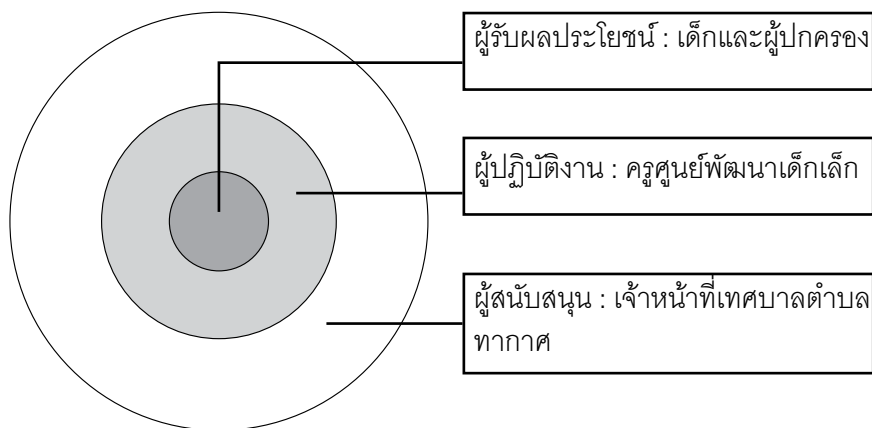 ผู้รับผลประโยชน์ : เด็กและผู้ปกครอง
ผู้ปฏิบัติงาน : ครูศูนย์พัฒนาเด็กเล็ก
ผู้สนับสนุน : เจ้าหน้าที่เทศบาลตำบล
ทากาศ